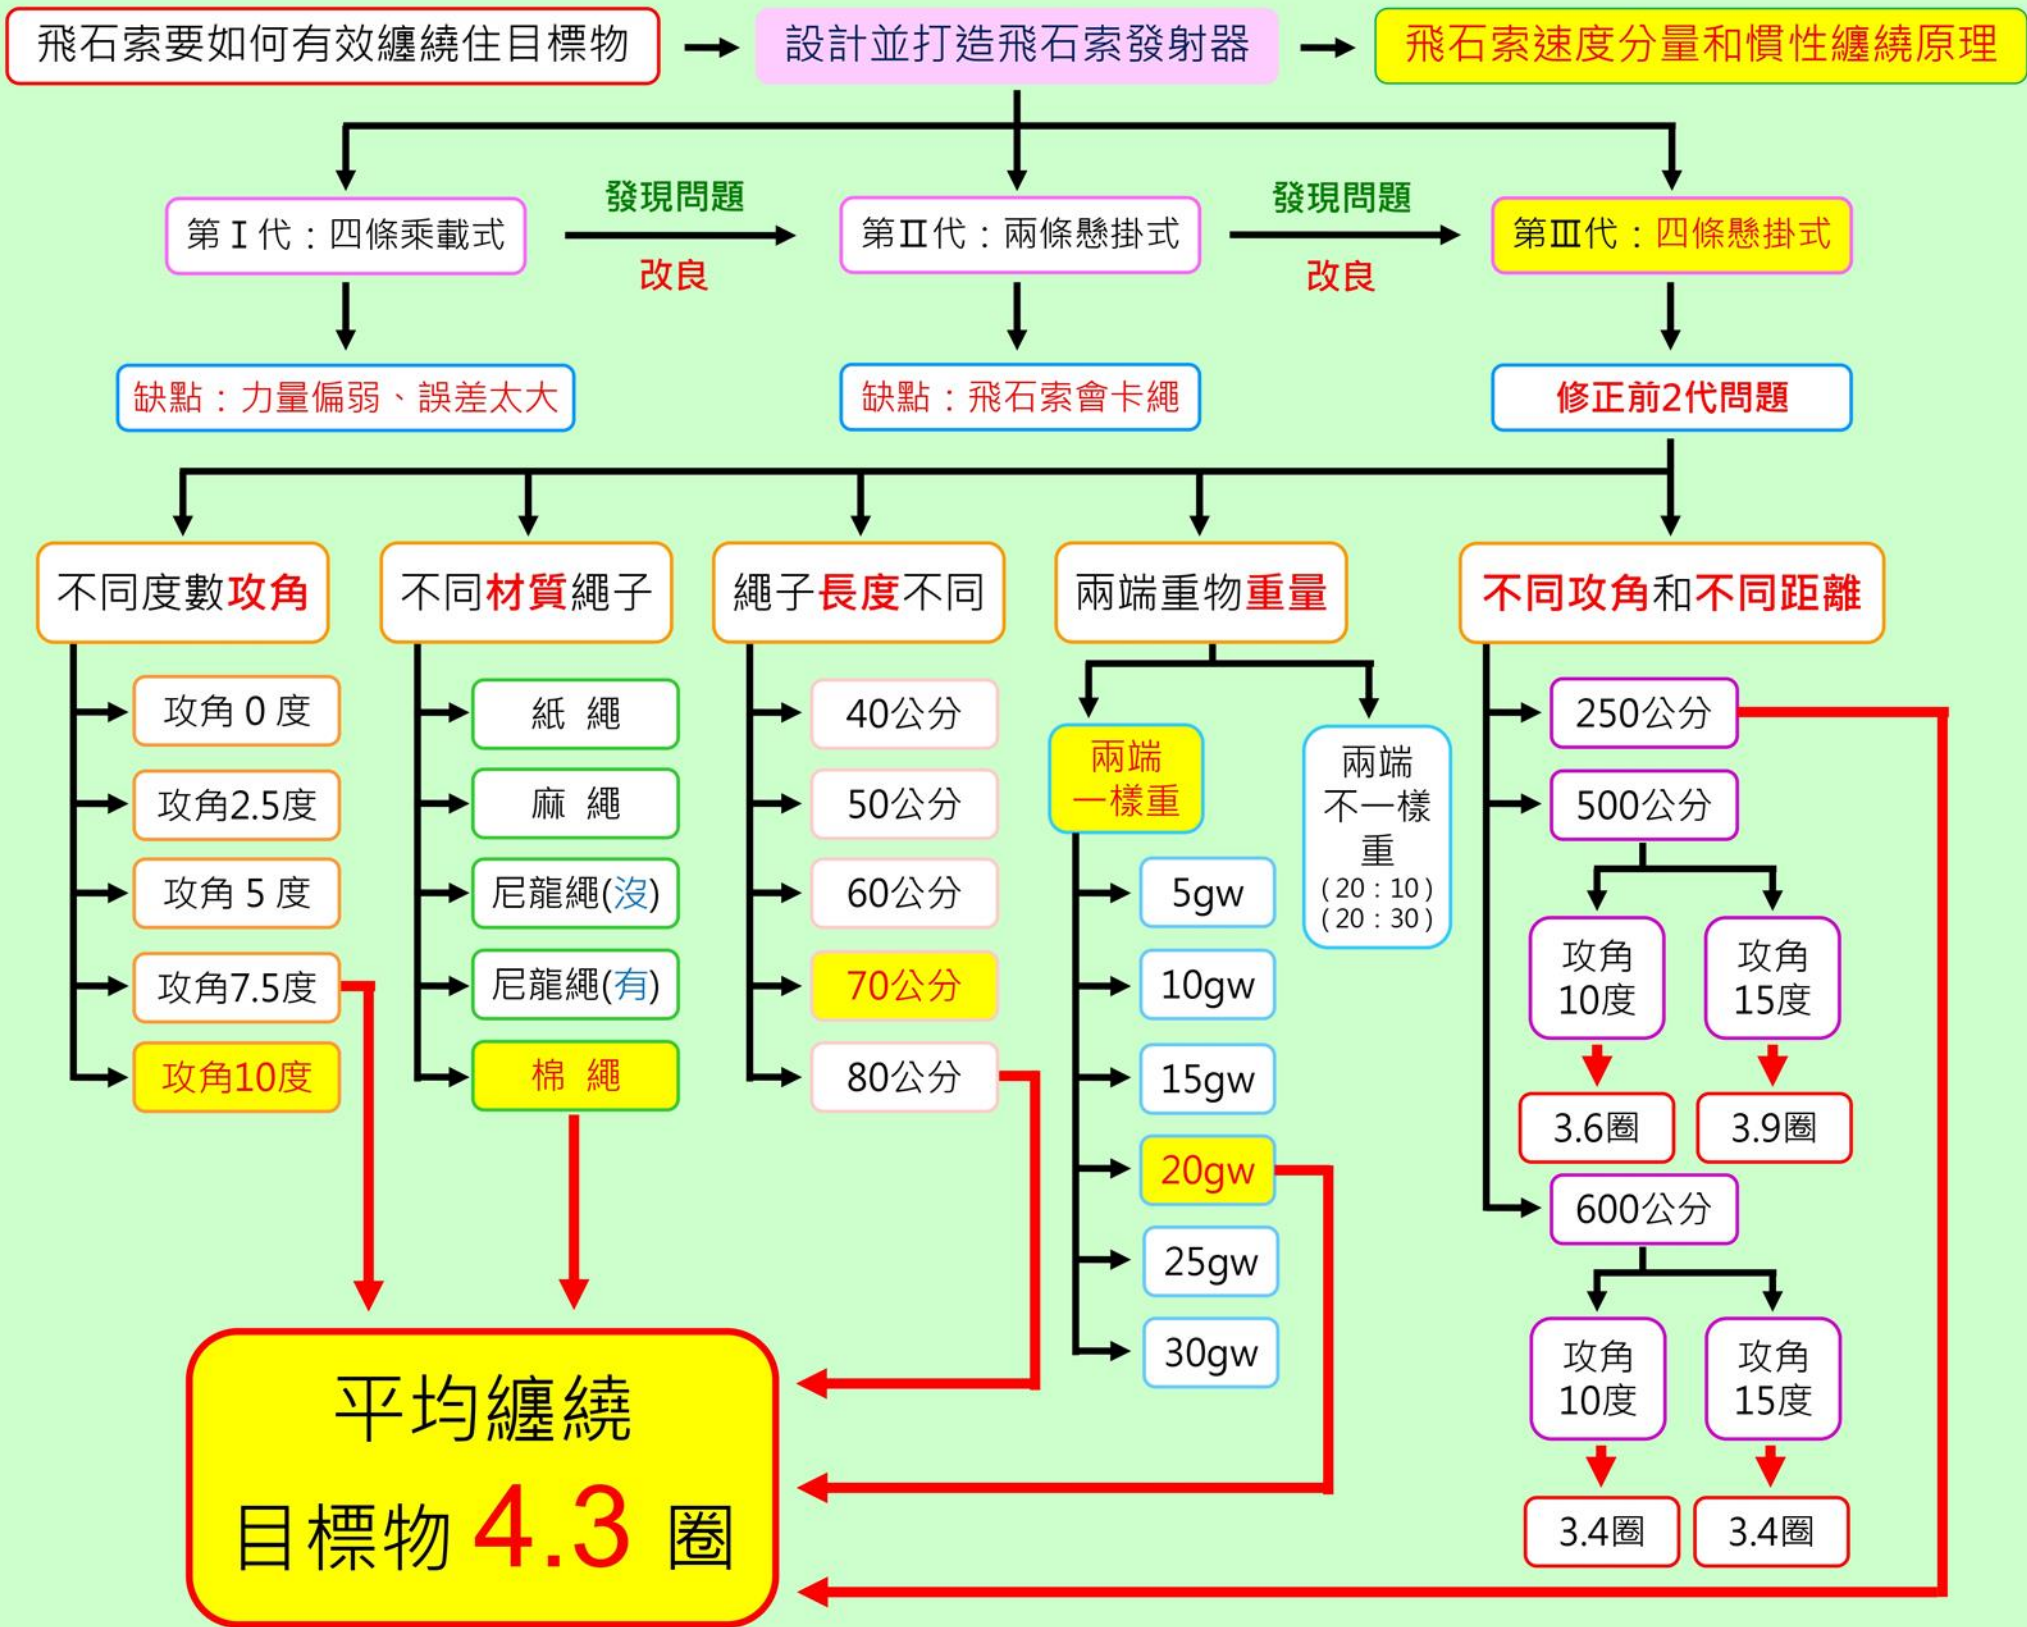 飛石索要如何有效纏繞住目標物
設計並打造飛石索發射器
飛石索速度分量和慣性纏繞原理
第Ⅰ代：四條乘載式
發現問題
改良
第Ⅱ代：兩條懸掛式
發現問題
改良
第Ⅲ代：四條懸掛式
缺點：力量偏弱、誤差太大
缺點：飛石索會卡繩
修正前2代問題
不同度數攻角
不同材質繩子
繩子長度不同
兩端重物重量
不同攻角和不同距離
攻角 0 度
攻角2.5度
攻角 5 度
攻角7.5度
攻角10度
紙 繩
麻 繩
尼龍繩(沒)
尼龍繩(有)
棉 繩
40公分
50公分
60公分
70公分
80公分
兩端
一樣重
5gw
10gw
15gw
20gw
25gw
30gw
兩端
不一樣
重
(20：10)
(20：30)
250公分
500公分
攻角
10度
3.6圈
攻角
15度
3.9圈
600公分
攻角
10度
3.4圈
攻角
15度
3.4圈
平均纏繞
目標物 4.3 圈